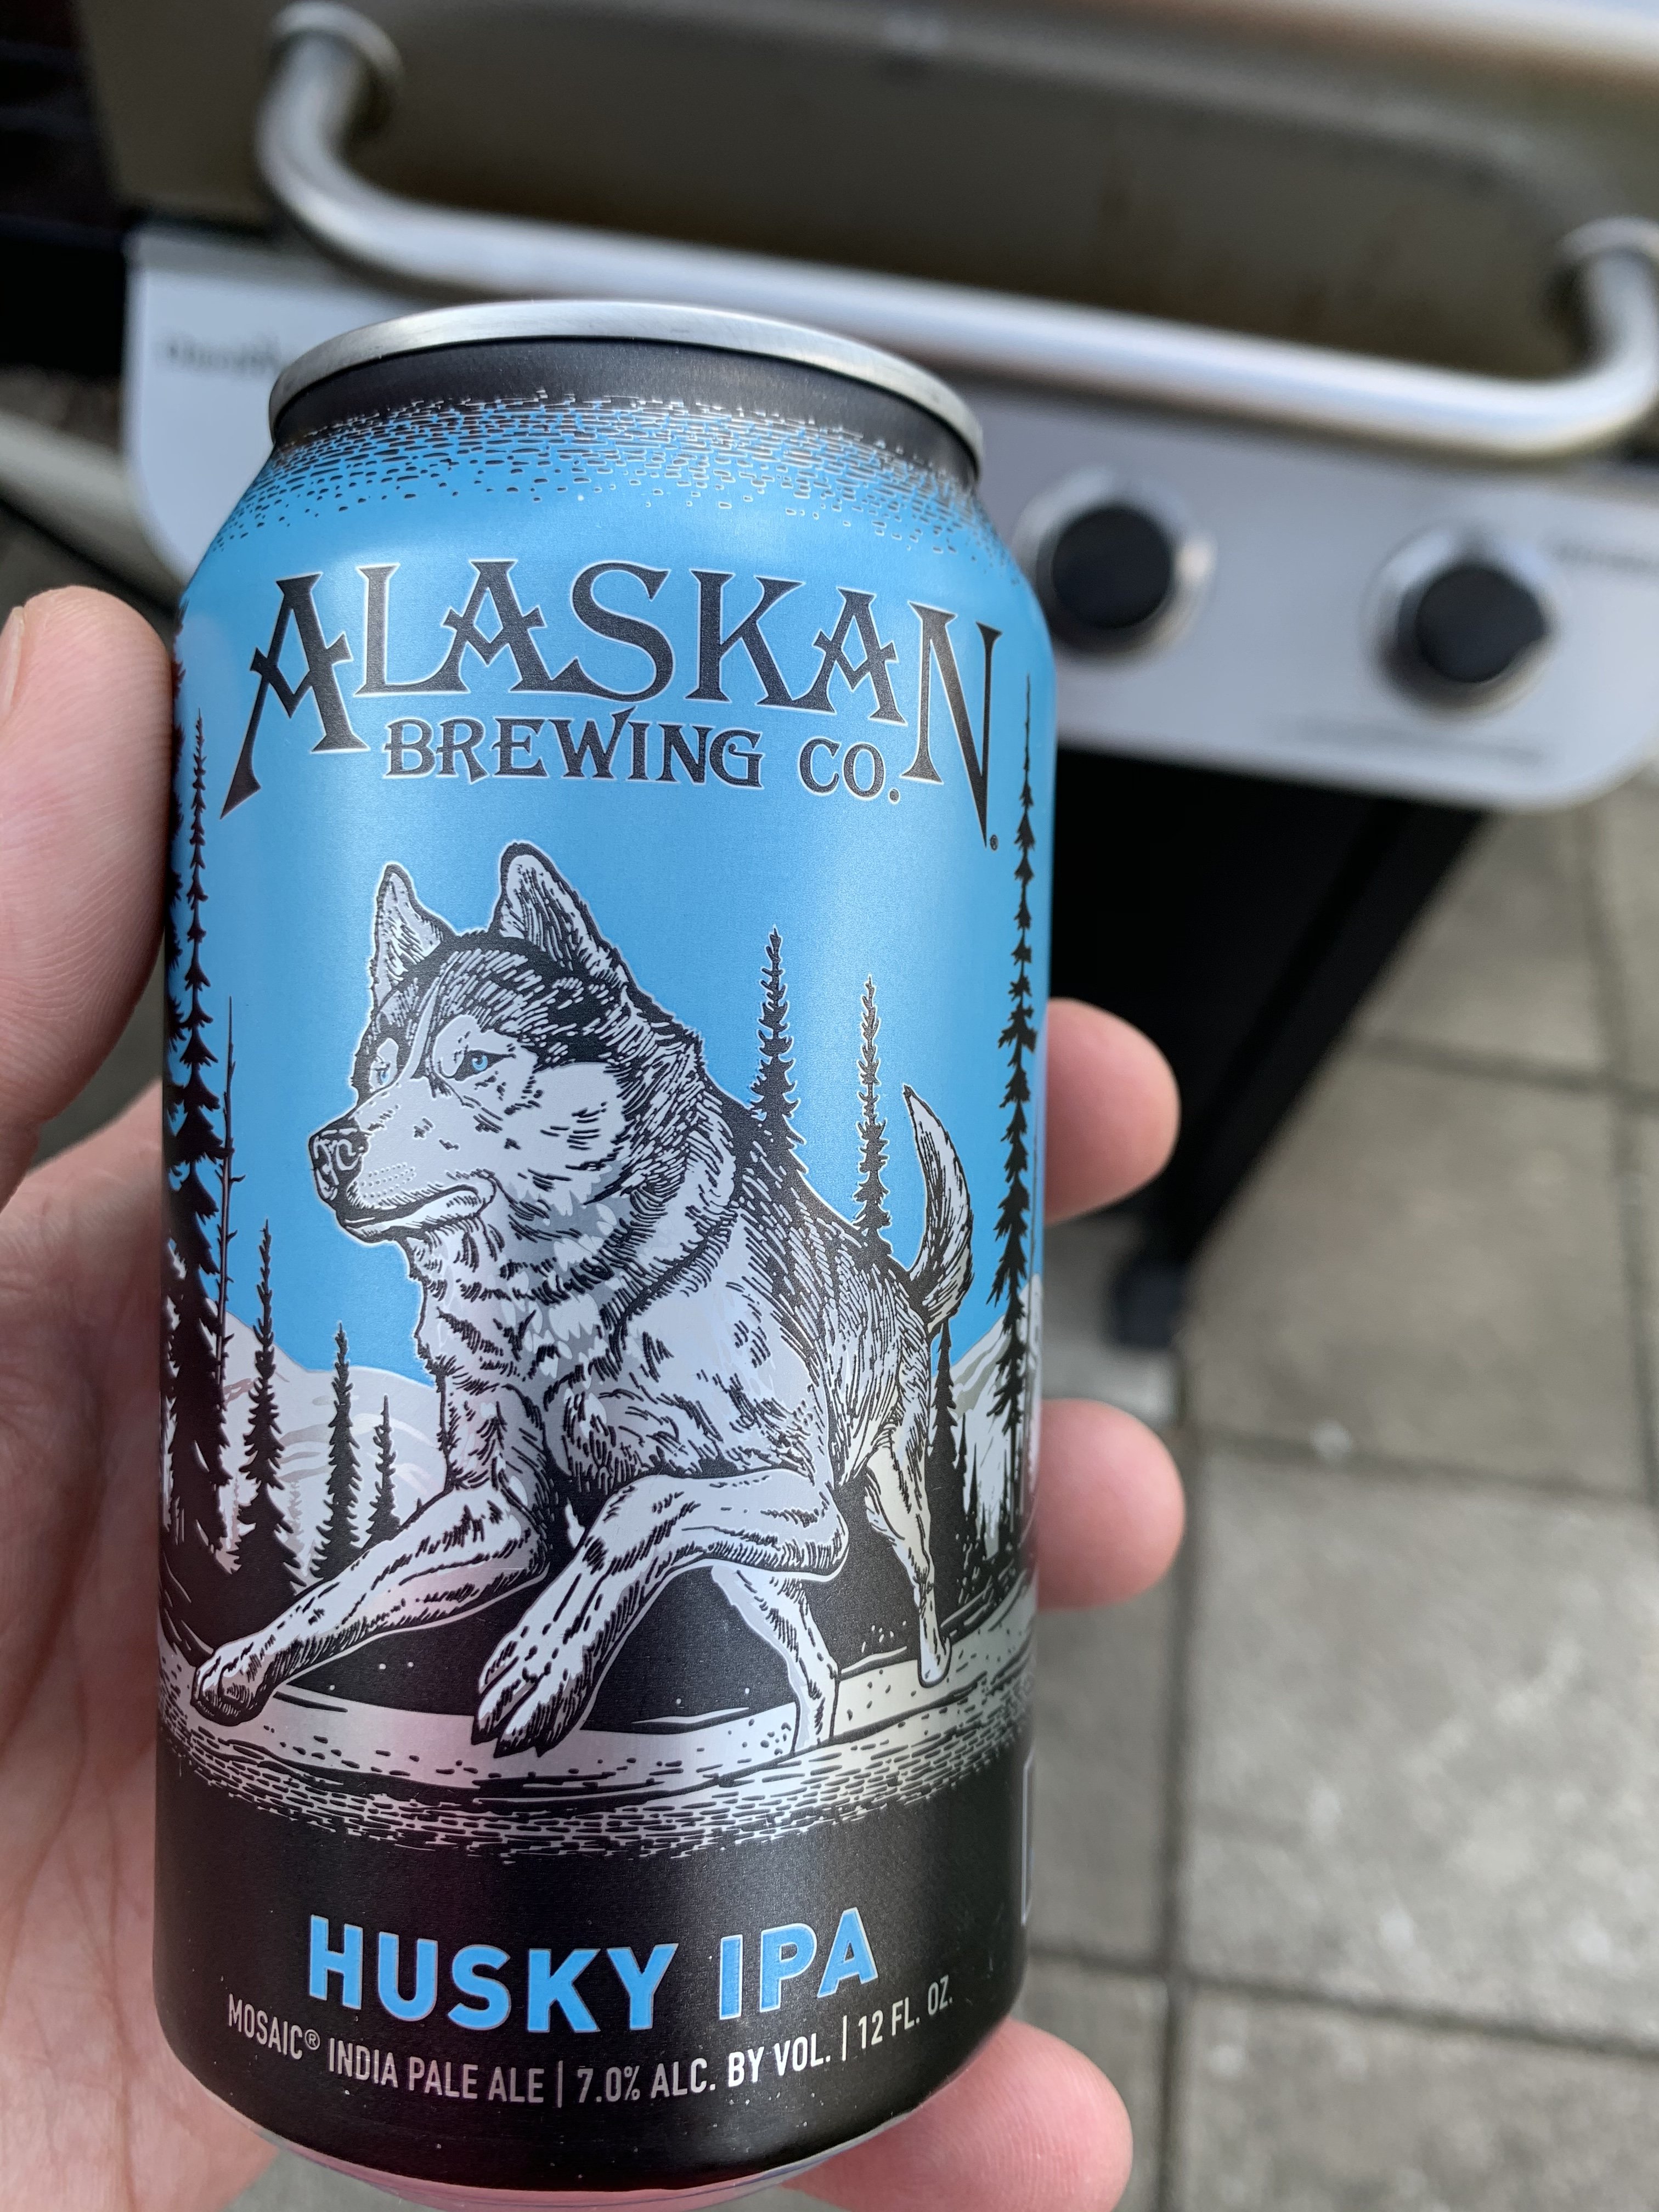 ALASKAN
BREWING CO.
HUSKY IPA
MOSAIC® INDIA PALE ALE | 7.0% ALC. BY VOL. | 12 FL. OZ.